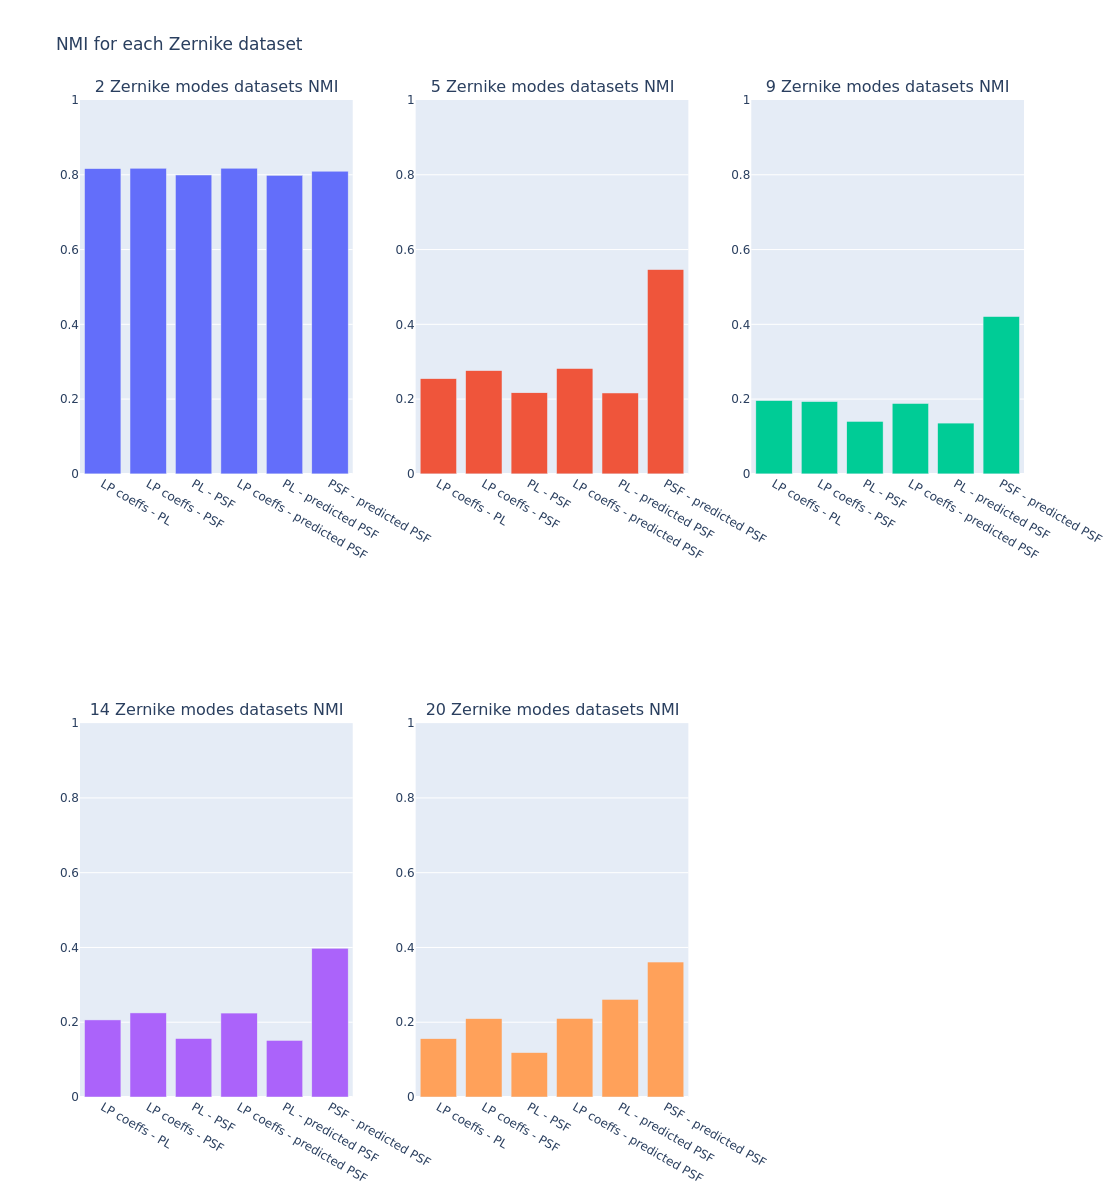 NMI for each Zernike dataset
2 Zernike modes datasets NMI
1
0.8
0.6
0.4
0.2
0
LP coeffs - PL
LP coeffs - PSF
PL - PSF
LP coeffs - predicted PSF
PL - predicted PSF
PSF - predicted PSF
5 Zernike modes datasets NMI
1
0.8
0.6
0.4
0.2
0
LP coeffs - PL
LP coeffs - PSF
PL - PSF
LP coeffs - predicted PSF
PL - predicted PSF
PSF - predicted PSF
9 Zernike modes datasets NMI
1
0.8
0.6
0.4
0.2
0
LP coeffs - PL
LP coeffs - PSF
PL - PSF
LP coeffs - predicted PSF
PL - predicted PSF
PSF - predicted PSF
14 Zernike modes datasets NMI
1
0.8
0.6
0.4
0.2
0
LP coeffs - PL
LP coeffs - PSF
PL - PSF
LP coeffs - predicted PSF
PL - predicted PSF
PSF - predicted PSF
20 Zernike modes datasets NMI
1
0.8
0.6
0.4
0.2
0
LP coeffs - PL
LP coeffs - PSF
PL - PSF
LP coeffs - predicted PSF
PL - predicted PSF
PSF - predicted PSF